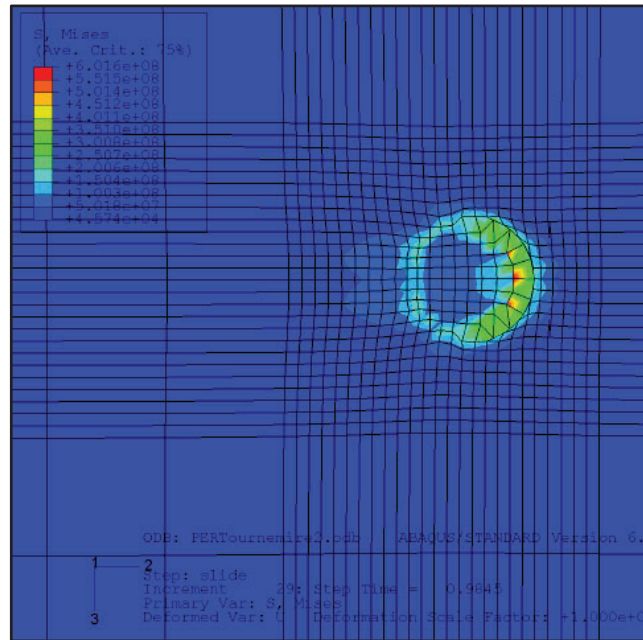 S, Mises
(Ave. Crit.: 75%)
+6.016e+08
+5.515e+08
+5.014e+08
+4.512e+08
+4.011e+08
+3.510e+08
+3.008e+08
+2.507e+08
+2.006e+08
+1.504e+08
+1.003e+08
+5.018e+07
+4.574e+04
ODB: PERTournemire2.odb ABAQUS/STANDARD Version 6.
1 2
3
Step: slide
Increment 29: Step Time = 0.9845
Primary Var: S, Mises
Deformed Var: U Deformation Scale Factor: +1.000e+0